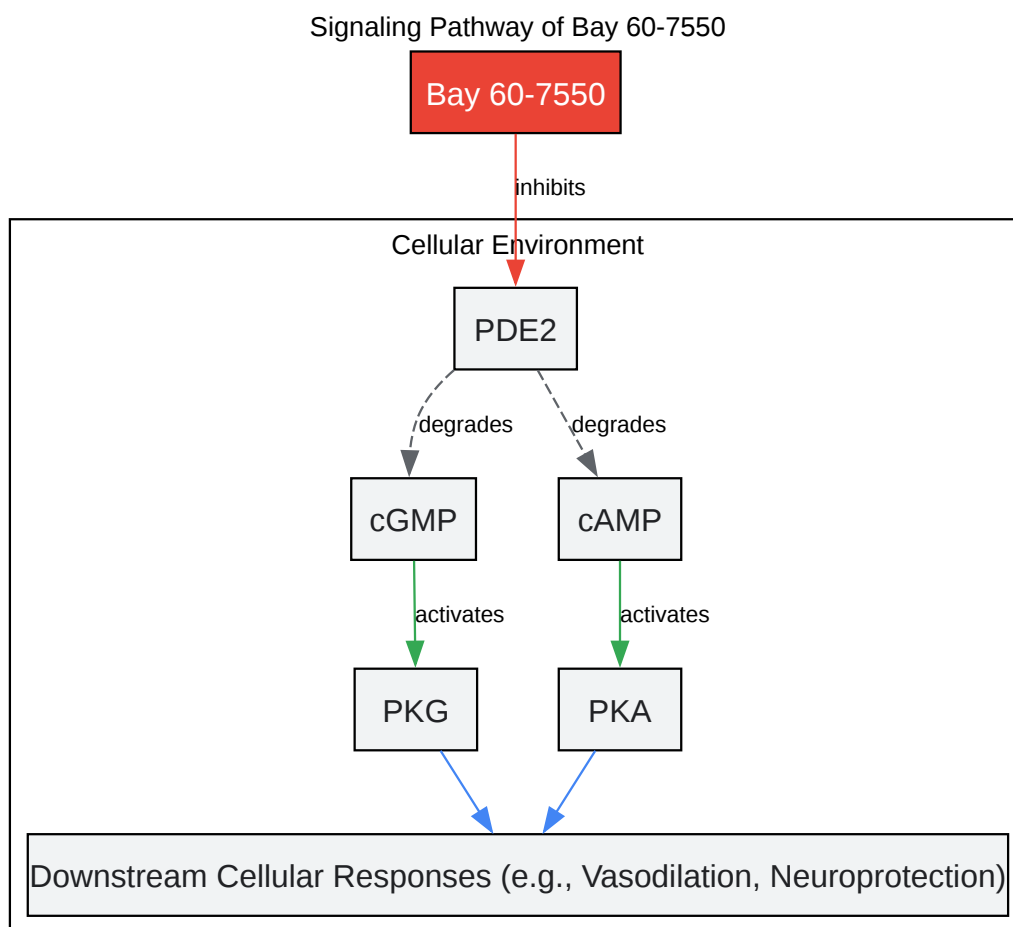 Signaling Pathway of Bay 60-7550
Bay 60-7550
inhibits
Cellular Environment
PDE2
degrades
degrades
cGMP
cAMP
activates
activates
PKG
PKA
Downstream Cellular Responses (e.g., Vasodilation, Neuroprotection)